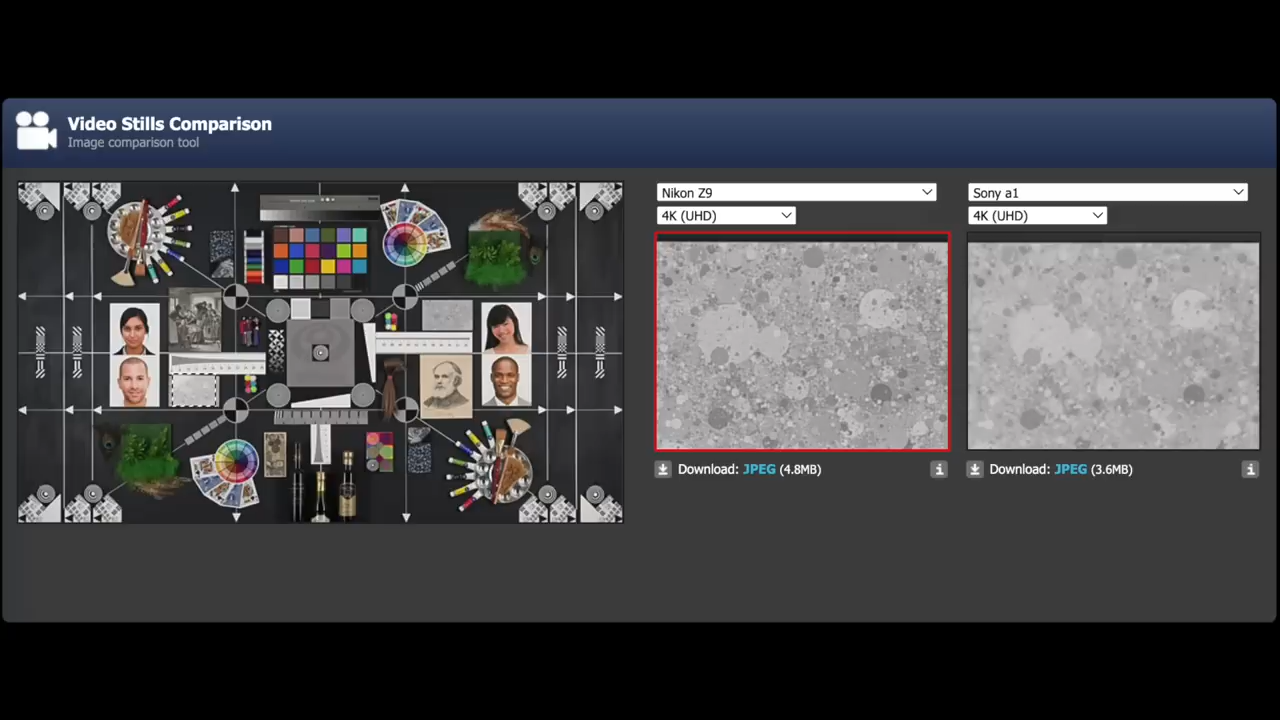 Video Stills Comparison
Image comparison tool
Nikon Z9
Sony a1
4K (UHD)
4K (UHD)
Download: JPEG (4.8MB)
Download: JPEG (3.6MB)